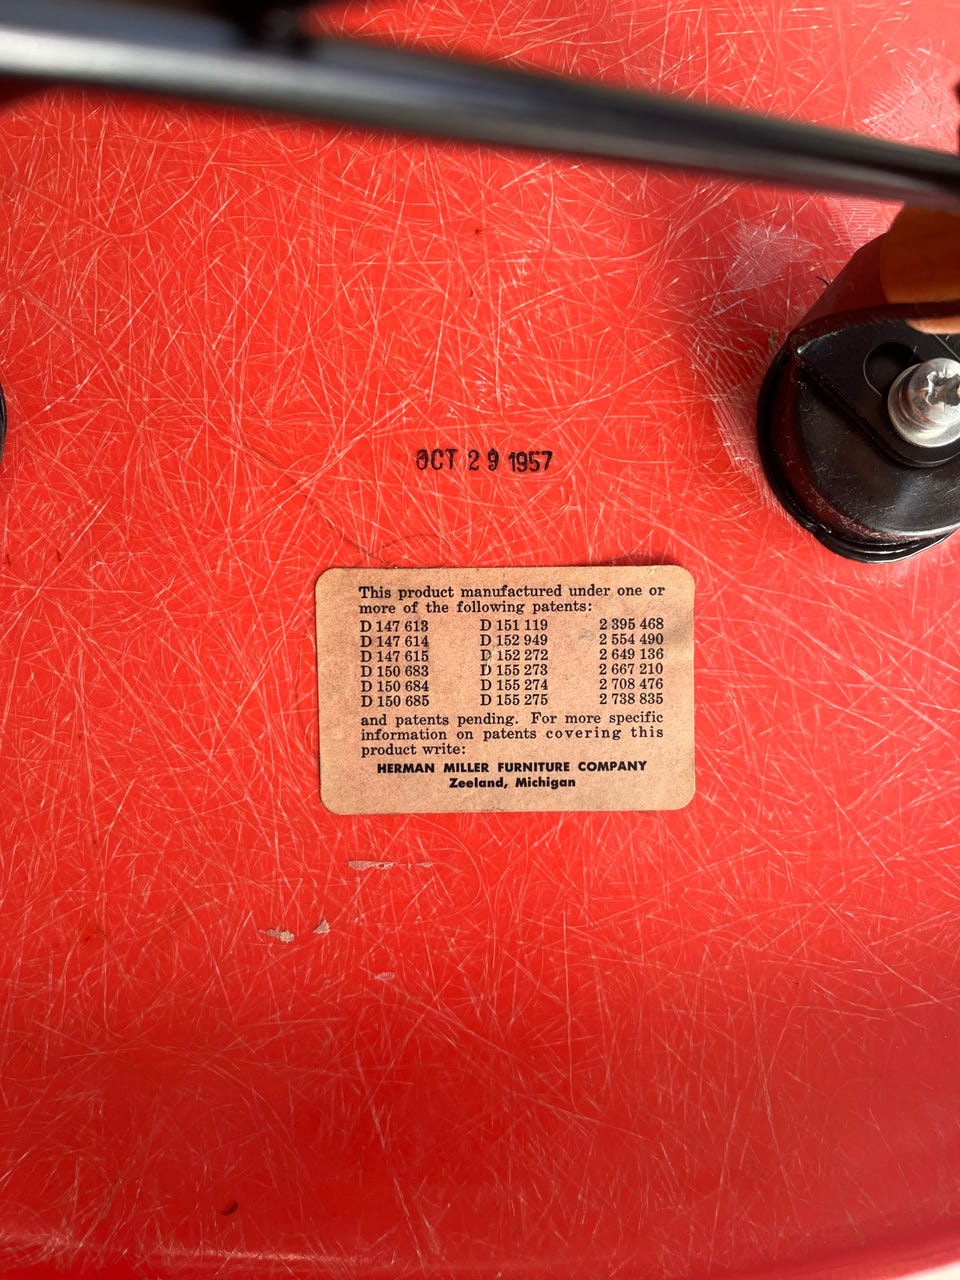 OCT 29 1957
This product manufactured under one or
more of the following patents:
D 147 613 D 151 119 2 395 468
D 147 614 D 152 949 2 554 490
D 147 615 D 152 272 2 649 136
D 150 683 D 155 273 2 667 210
D 150 684 D 155 274 2 708 476
D 150 685 D 155 275 2 738 835
and patents pending. For more specific
information on patents covering this
product write:
HERMAN MILLER FURNITURE COMPANY
Zeeland, Michigan